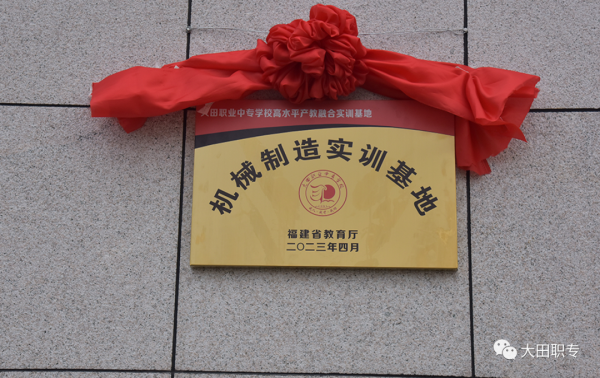 大田职业中专学校高水平产教融合实训基地
机械制造实训基地
福建省教育厅
二〇二三年四月
大田职专